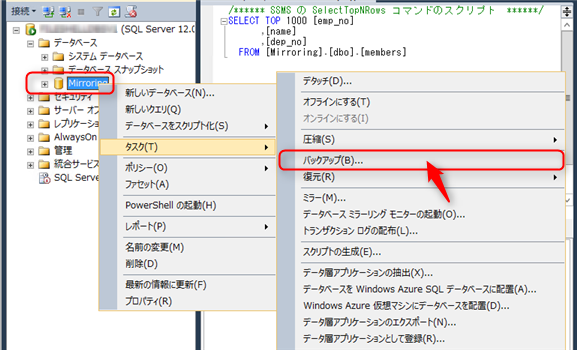 接続
/****** SSMS の SelectTopNRows コマンドのスクリプト ******/
SELECT TOP 1000 [emp_no]
,[name]
,[dep_no]
FROM [Mirroring].[dbo].[members]
(SQL Server 12.0
データベース
システム データベース
データベース スナップショット
Mirroring
セキュリティ
サーバー オブ
レプリケーショ
AlwaysOn
管理
統合サービス
SQL Serve
新しいデータベース(N)...
新しいクエリ(Q)
データベースをスクリプト化(S)
タスク(T)
ポリシー(O)
ファセット(A)
PowerShell の起動(H)
レポート(P)
名前の変更(M)
削除(D)
最新の情報に更新(F)
プロパティ(R)
デタッチ(D)...
オフラインにする(T)
オンラインにする(I)
圧縮(S)
バックアップ(B)...
復元(R)
ミラー(M)...
データベース ミラーリング モニターの起動(O)...
トランザクション ログの配布(L)...
スクリプトの生成(E)...
データ層アプリケーションの抽出(X)...
データベースを Windows Azure SQL データベースに配置(A)...
Windows Azure 仮想マシンにデータベースを配置(D)...
データ層アプリケーションのエクスポート(N)...
データ層アプリケーションとして登録(R)...